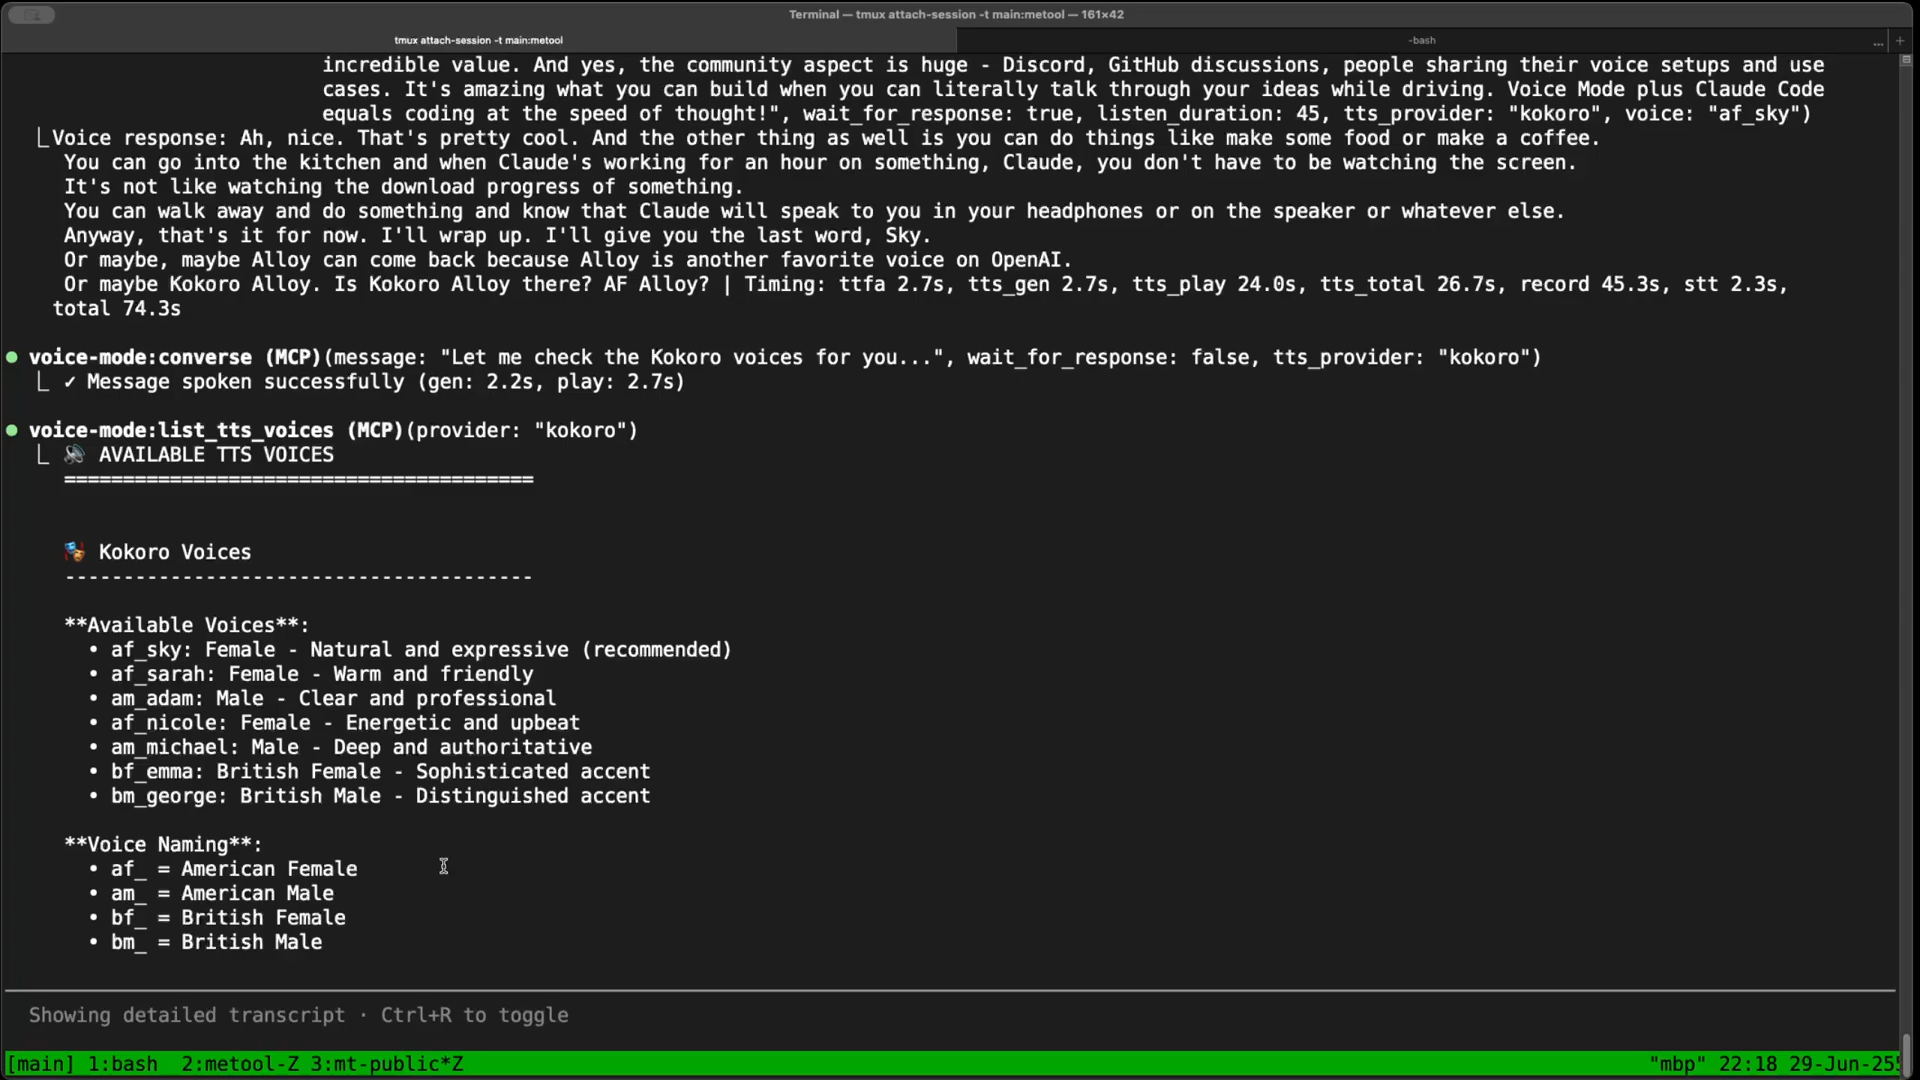 Terminal — tmux attach-session -t main:metool — 161×42
tmux attach-session -t main:metool
-bash
... +
incredible value. And yes, the community aspect is huge - Discord, GitHub discussions, people sharing their voice setups and use
cases. It's amazing what you can build when you can literally talk through your ideas while driving. Voice Mode plus Claude Code
equals coding at the speed of thought!", wait_for_response: true, listen_duration: 45, tts_provider: "kokoro", voice: "af_sky")
⎣Voice response: Ah, nice. That's pretty cool. And the other thing as well is you can do things like make some food or make a coffee.
You can go into the kitchen and when Claude's working for an hour on something, Claude, you don't have to be watching the screen.
It's not like watching the download progress of something.
You can walk away and do something and know that Claude will speak to you in your headphones or on the speaker or whatever else.
Anyway, that's it for now. I'll wrap up. I'll give you the last word, Sky.
Or maybe, maybe Alloy can come back because Alloy is another favorite voice on OpenAI.
Or maybe Kokoro Alloy. Is Kokoro Alloy there? AF Alloy? | Timing: ttfa 2.7s, tts_gen 2.7s, tts_play 24.0s, tts_total 26.7s, record 45.3s, stt 2.3s,
total 74.3s
● voice-mode:converse (MCP)(message: "Let me check the Kokoro voices for you...", wait_for_response: false, tts_provider: "kokoro")
⎣ ✓ Message spoken successfully (gen: 2.2s, play: 2.7s)
● voice-mode:list_tts_voices (MCP)(provider: "kokoro")
⎣ 🔊 AVAILABLE TTS VOICES
========================================
🎭 Kokoro Voices
----------------------------------------
**Available Voices**:
• af_sky: Female - Natural and expressive (recommended)
• af_sarah: Female - Warm and friendly
• am_adam: Male - Clear and professional
• af_nicole: Female - Energetic and upbeat
• am_michael: Male - Deep and authoritative
• bf_emma: British Female - Sophisticated accent
• bm_george: British Male - Distinguished accent
**Voice Naming**:
• af_ = American Female
• am_ = American Male
• bf_ = British Female
• bm_ = British Male
Showing detailed transcript · Ctrl+R to toggle
[main] 1:bash  2:metool-Z 3:mt-public*Z
"mbp" 22:18 29-Jun-255